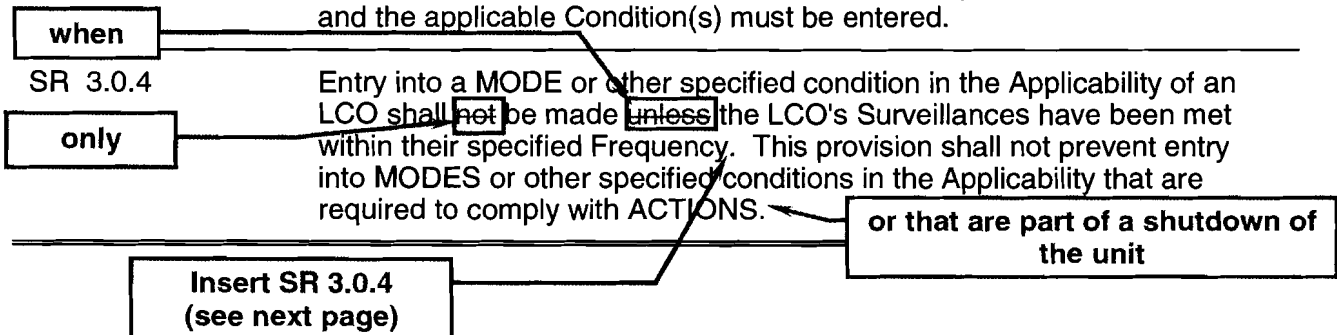 and the applicable Condition(s) must be entered.
when
SR 3.0.4
Entry into a MODE or other specified condition in the Applicability of an
LCO shall not be made unless the LCO's Surveillances have been met
only
within their specified Frequency. This provision shall not prevent entry
into MODES or other specified conditions in the Applicability that are
required to comply with ACTIONS.
or that are part of a shutdown of
the unit
Insert SR 3.0.4
(see next page)